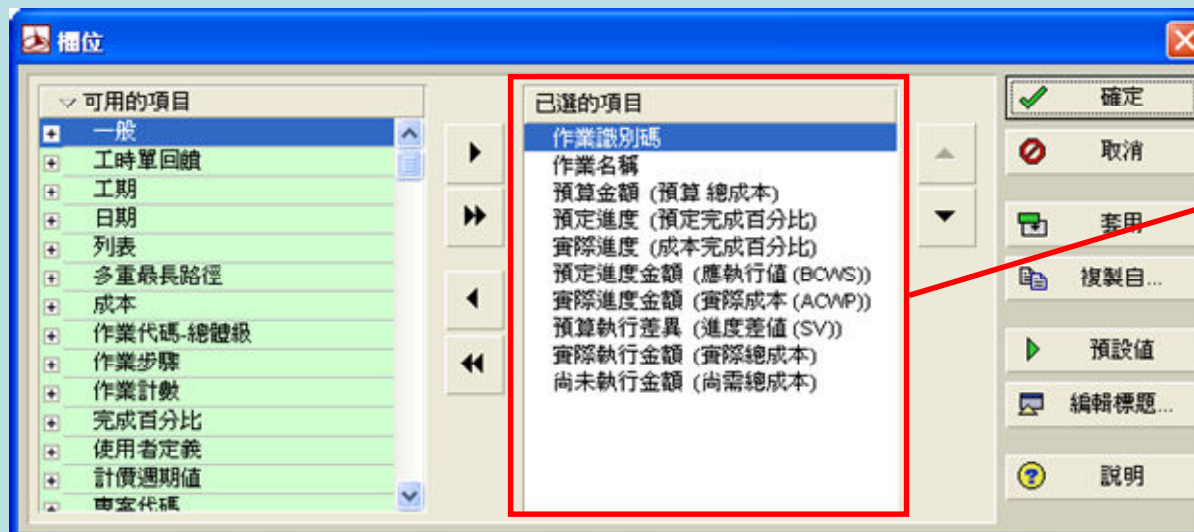 欄位
可用的項目
一般
工時單回饋
工期
日期
列表
多重最長路徑
成本
作業代碼-總體級
作業步驟
作業計數
完成百分比
使用者定義
計價週期值
專案代碼
已選的項目
作業識別碼
作業名稱
預算金額 (預算 總成本)
預定進度 (預定完成百分比)
實際進度 (成本完成百分比)
預定進度金額 (應執行值 (BCWS))
實際進度金額 (實際成本 (ACWP))
預算執行差異 (進度差值 (SV))
實際執行金額 (實際總成本)
尚未執行金額 (尚需總成本)
確定
取消
套用
複製自...
預設值
編輯標題...
說明